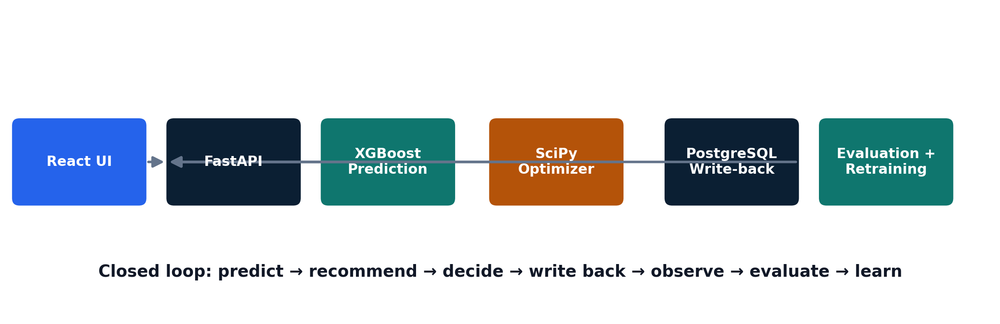 React UI
FastAPI
XGBoost
Prediction
SciPy
Optimizer
PostgreSQL
Write-back
Evaluation +
Retraining
Closed loop: predict → recommend → decide → write back → observe → evaluate → learn